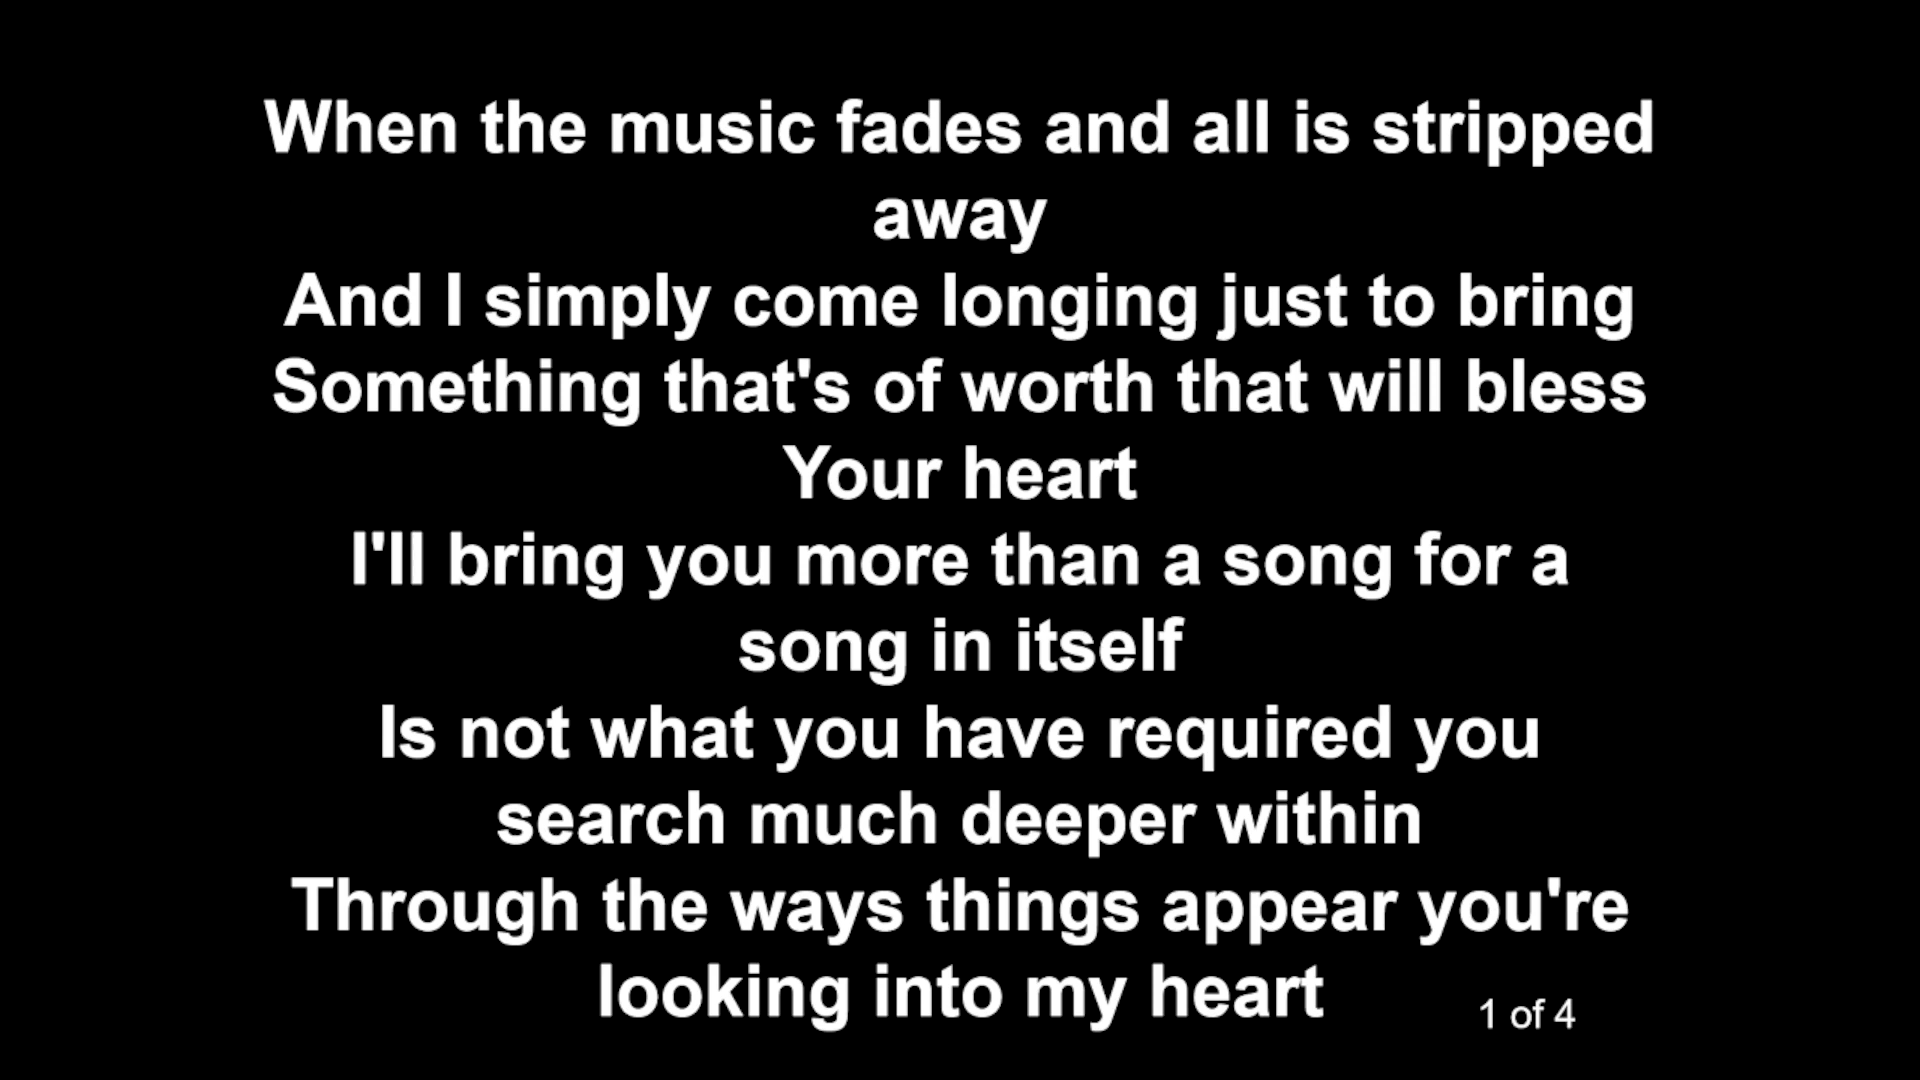 When the music fades and all is stripped
away
And I simply come longing just to bring
Something that's of worth that will bless
Your heart
I'll bring you more than a song for a
song in itself
Is not what you have required you
search much deeper within
Through the ways things appear you're
looking into my heart
1 of 4